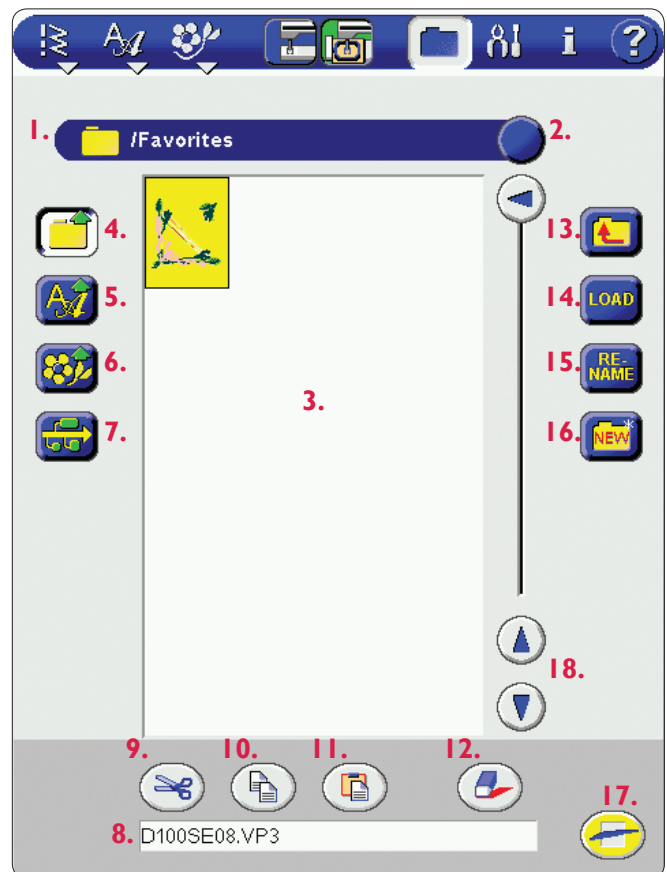 i ?
1. /Favorites 2.
4. 13.
5. 14. LOAD
6. 15. RE-
NAME
3.
7. 16. NEW*
18.
9. 10. 11. 12.
17.
8. D100SE08.VP3